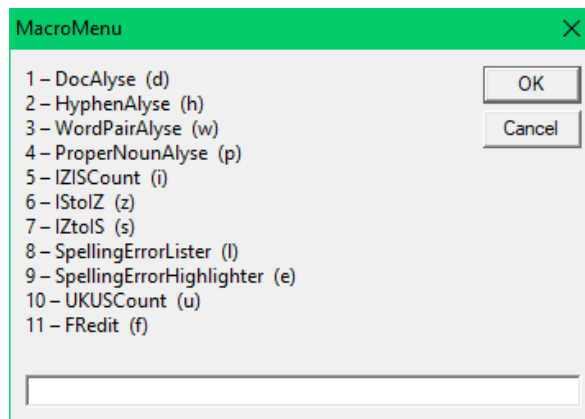 MacroMenu
1 – DocAlyse (d)
2 – HyphenAlyse (h)
3 – WordPairAlyse (w)
4 – ProperNounAlyse (p)
5 – IZISCount (i)
6 – IStoIZ (z)
7 – IZtoIS (s)
8 – SpellingErrorLister (l)
9 – SpellingErrorHighlighter (e)
10 – UKUSCount (u)
11 – FRedit (f)
OK
Cancel